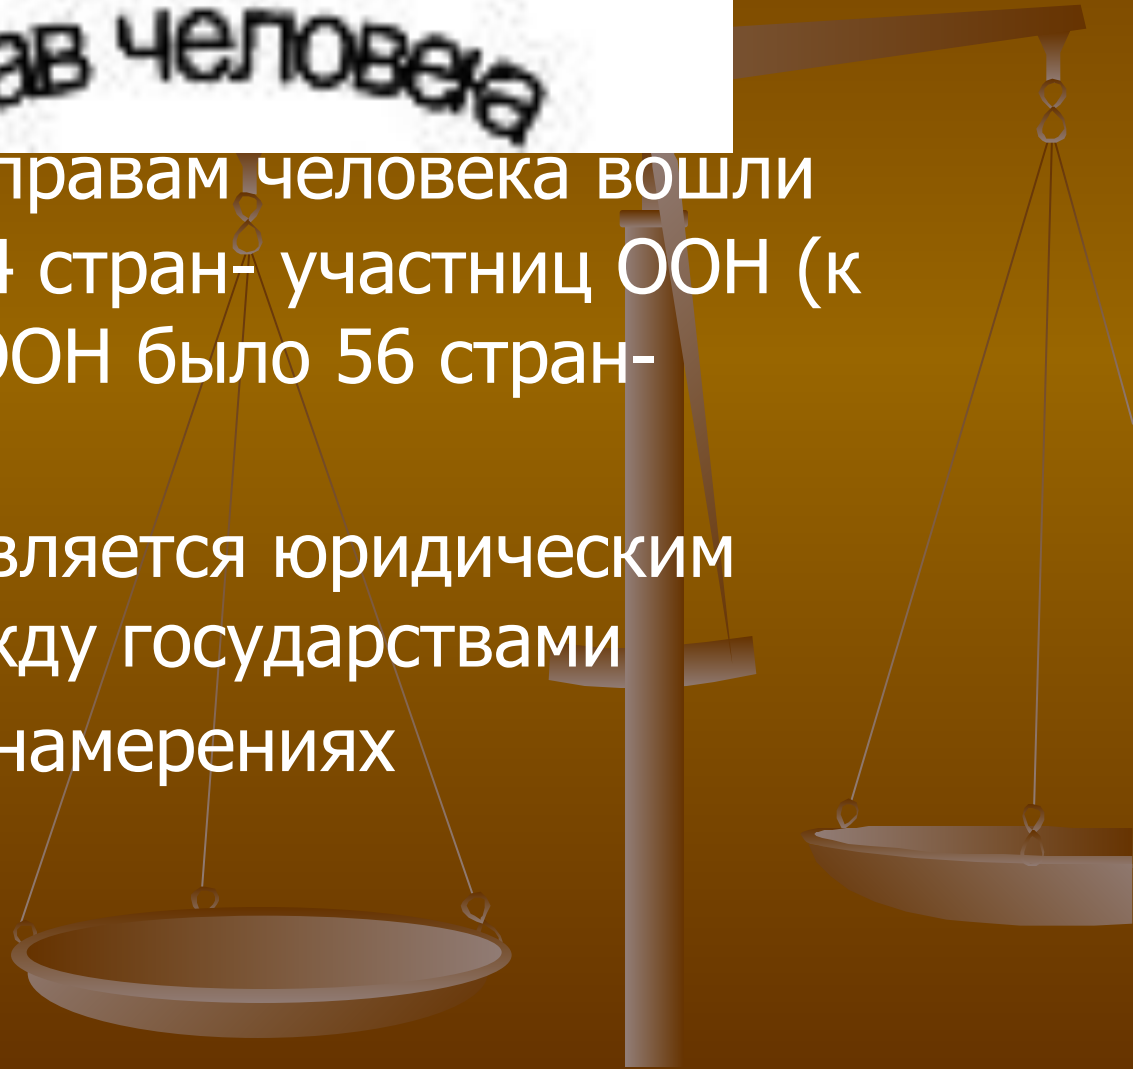 ав человека
правам человека вошли
4 стран- участниц ООН (к
ООН было 56 стран-
вляется юридическим
жду государствами
намерениях